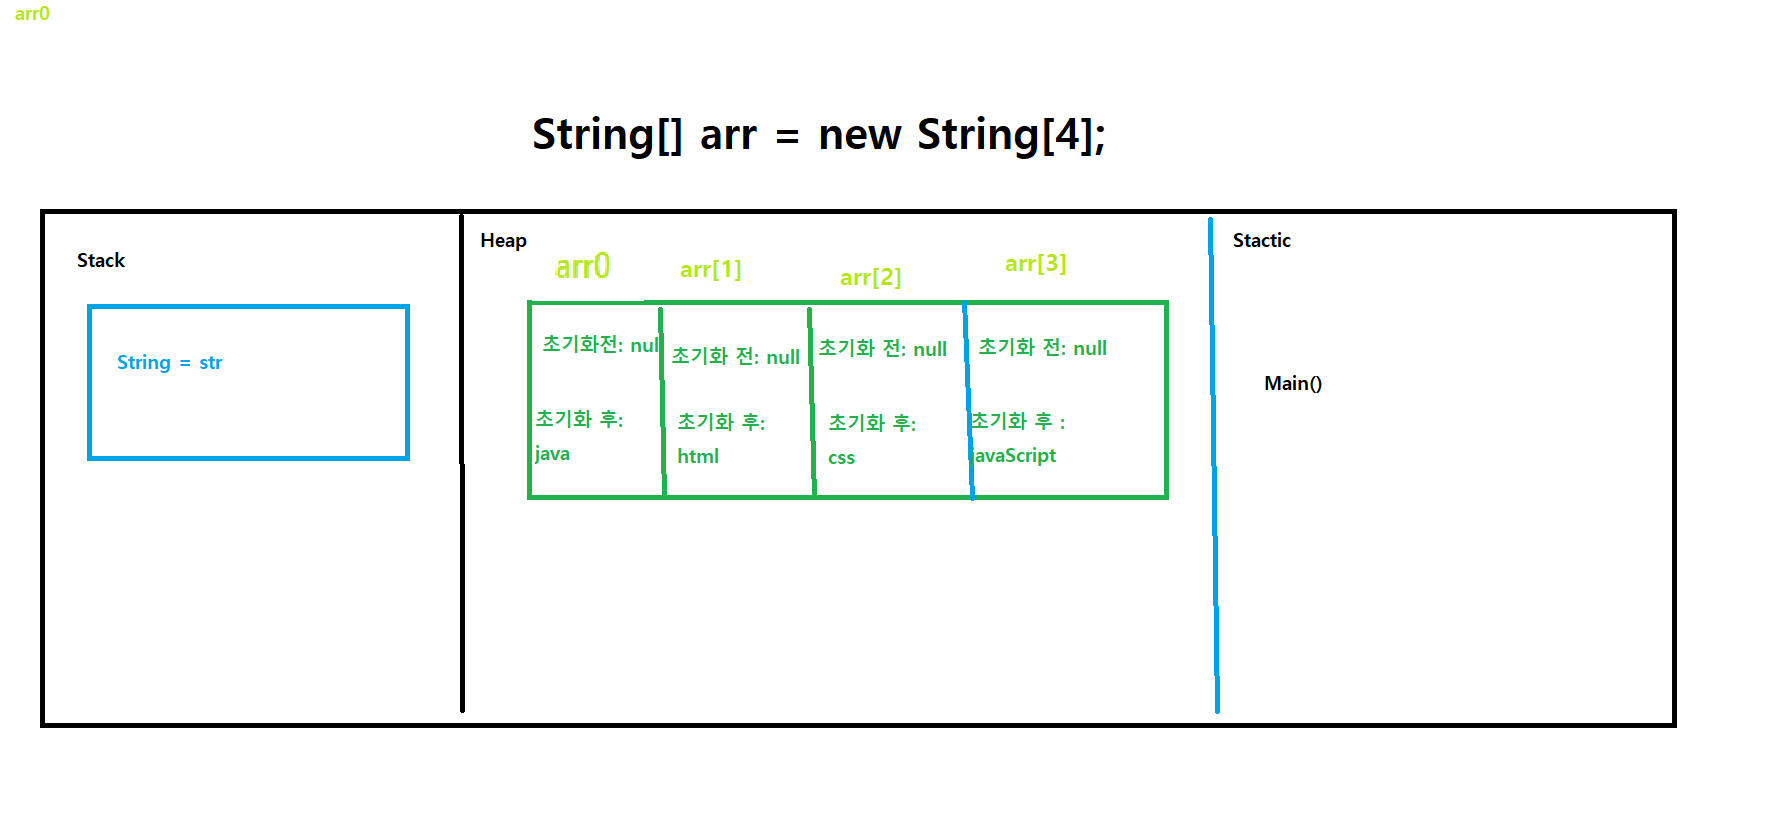 arr0
String[] arr = new String[4];
Stack
String = str
Heap
arr0
arr[1]
arr[2]
arr[3]
초기화전: nul
초기화 후:
java
초기화 전: null
초기화 후:
html
초기화 전: null
초기화 후:
css
초기화 전: null
초기화 후 :
javaScript
Stactic
Main()